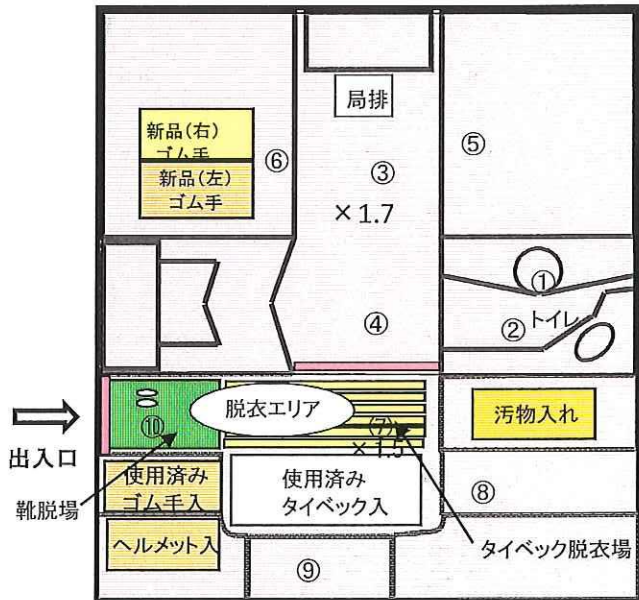 局排
新品(右)
ゴム手
新品(左)
ゴム手
⑥
③
⑤
×1.7
①
④
②
トイレ
出入口
⑩
脱衣エリア
⑦
×1.5
汚物入れ
使用済み
ゴム手入
使用済み
タイベック入
⑧
靴脱場
ヘルメット入
タイベック脱衣場
⑨